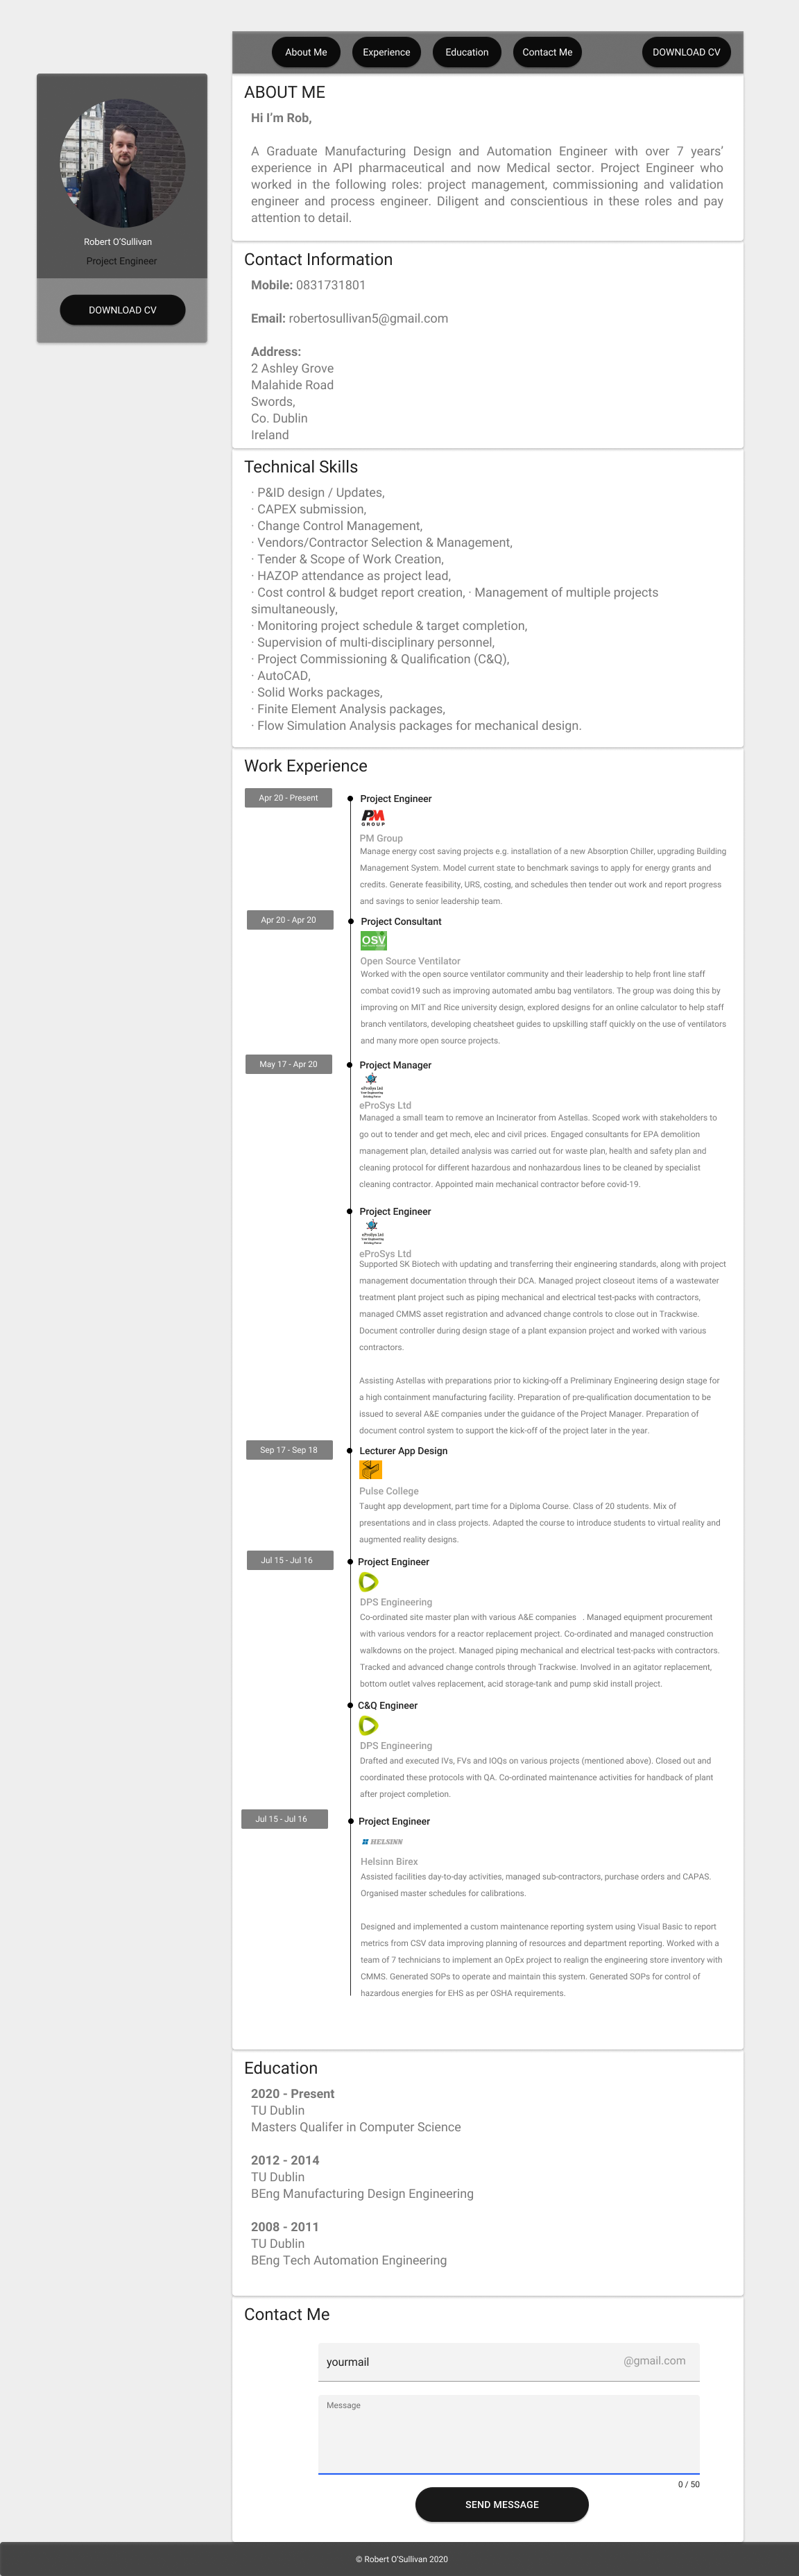 About Me
Experience
Education
Contact Me
DOWNLOAD CV
Robert O'Sullivan
Project Engineer
DOWNLOAD CV
ABOUT ME
Hi I'm Rob,
A Graduate Manufacturing Design and Automation Engineer with over 7 years'
experience in API pharmaceutical and now Medical sector. Project Engineer who
worked in the following roles: project management, commissioning and validation
engineer and process engineer. Diligent and conscientious in these roles and pay
attention to detail.
Contact Information
Mobile: 0831731801
Email: robertosullivan5@gmail.com
Address:
2 Ashley Grove
Malahide Road
Swords,
Co. Dublin
Ireland
Technical Skills
· P&ID design / Updates,
· CAPEX submission,
· Change Control Management,
· Vendors/Contractor Selection & Management,
· Tender & Scope of Work Creation,
· HAZOP attendance as project lead,
· Cost control & budget report creation, · Management of multiple projects
simultaneously,
· Monitoring project schedule & target completion,
· Supervision of multi-disciplinary personnel,
· Project Commissioning & Qualification (C&Q),
· AutoCAD,
· Solid Works packages,
· Finite Element Analysis packages,
· Flow Simulation Analysis packages for mechanical design.
Work Experience
Apr 20 - Present
Project Engineer
PM
GROUP
PM Group
Manage energy cost saving projects e.g. installation of a new Absorption Chiller, upgrading Building
Management System. Model current state to benchmark savings to apply for energy grants and
credits. Generate feasibility, URS, costing, and schedules then tender out work and report progress
and savings to senior leadership team.
Apr 20 - Apr 20
Project Consultant
OSV
Open Source Ventilator
Worked with the open source ventilator community and their leadership to help front line staff
combat covid19 such as improving automated ambu bag ventilators. The group was doing this by
improving on MIT and Rice university design, explored designs for an online calculator to help staff
branch ventilators, developing cheatsheet guides to upskilling staff quickly on the use of ventilators
and many more open source projects.
May 17 - Apr 20
Project Manager
eProSys Ltd
eProSys Ltd
Managed a small team to remove an Incinerator from Astellas. Scoped work with stakeholders to
go out to tender and get mech, elec and civil prices. Engaged consultants for EPA demolition
management plan, detailed analysis was carried out for waste plan, health and safety plan and
cleaning protocol for different hazardous and nonhazardous lines to be cleaned by specialist
cleaning contractor. Appointed main mechanical contractor before covid-19.
Project Engineer
eProSys Ltd
eProSys Ltd
Supported SK Biotech with updating and transferring their engineering standards, along with project
management documentation through their DCA. Managed project closeout items of a wastewater
treatment plant project such as piping mechanical and electrical test-packs with contractors,
managed CMMS asset registration and advanced change controls to close out in Trackwise.
Document controller during design stage of a plant expansion project and worked with various
contractors.
Assisting Astellas with preparations prior to kicking-off a Preliminary Engineering design stage for
a high containment manufacturing facility. Preparation of pre-qualification documentation to be
issued to several A&E companies under the guidance of the Project Manager. Preparation of
document control system to support the kick-off of the project later in the year.
Sep 17 - Sep 18
Lecturer App Design
Pulse College
Taught app development, part time for a Diploma Course. Class of 20 students. Mix of
presentations and in class projects. Adapted the course to introduce students to virtual reality and
augmented reality designs.
Jul 15 - Jul 16
Project Engineer
DPS Engineering
Co-ordinated site master plan with various A&E companies . Managed equipment procurement
with various vendors for a reactor replacement project. Co-ordinated and managed construction
walkdowns on the project. Managed piping mechanical and electrical test-packs with contractors.
Tracked and advanced change controls through Trackwise. Involved in an agitator replacement,
bottom outlet valves replacement, acid storage-tank and pump skid install project.
C&Q Engineer
DPS Engineering
Drafted and executed IVs, FVs and IOQs on various projects (mentioned above). Closed out and
coordinated these protocols with QA. Co-ordinated maintenance activities for handback of plant
after project completion.
Jul 15 - Jul 16
Project Engineer
HELSINN
Helsinn Birex
Assisted facilities day-to-day activities, managed sub-contractors, purchase orders and CAPAS.
Organised master schedules for calibrations.
Designed and implemented a custom maintenance reporting system using Visual Basic to report
metrics from CSV data improving planning of resources and department reporting. Worked with a
team of 7 technicians to implement an OpEx project to realign the engineering store inventory with
CMMS. Generated SOPs to operate and maintain this system. Generated SOPs for control of
hazardous energies for EHS as per OSHA requirements.
Education
2020 - Present
TU Dublin
Masters Qualifer in Computer Science
2012 - 2014
TU Dublin
BEng Manufacturing Design Engineering
2008 - 2011
TU Dublin
BEng Tech Automation Engineering
Contact Me
yourmail
@gmail.com
Message
0 / 50
SEND MESSAGE
© Robert O'Sullivan 2020